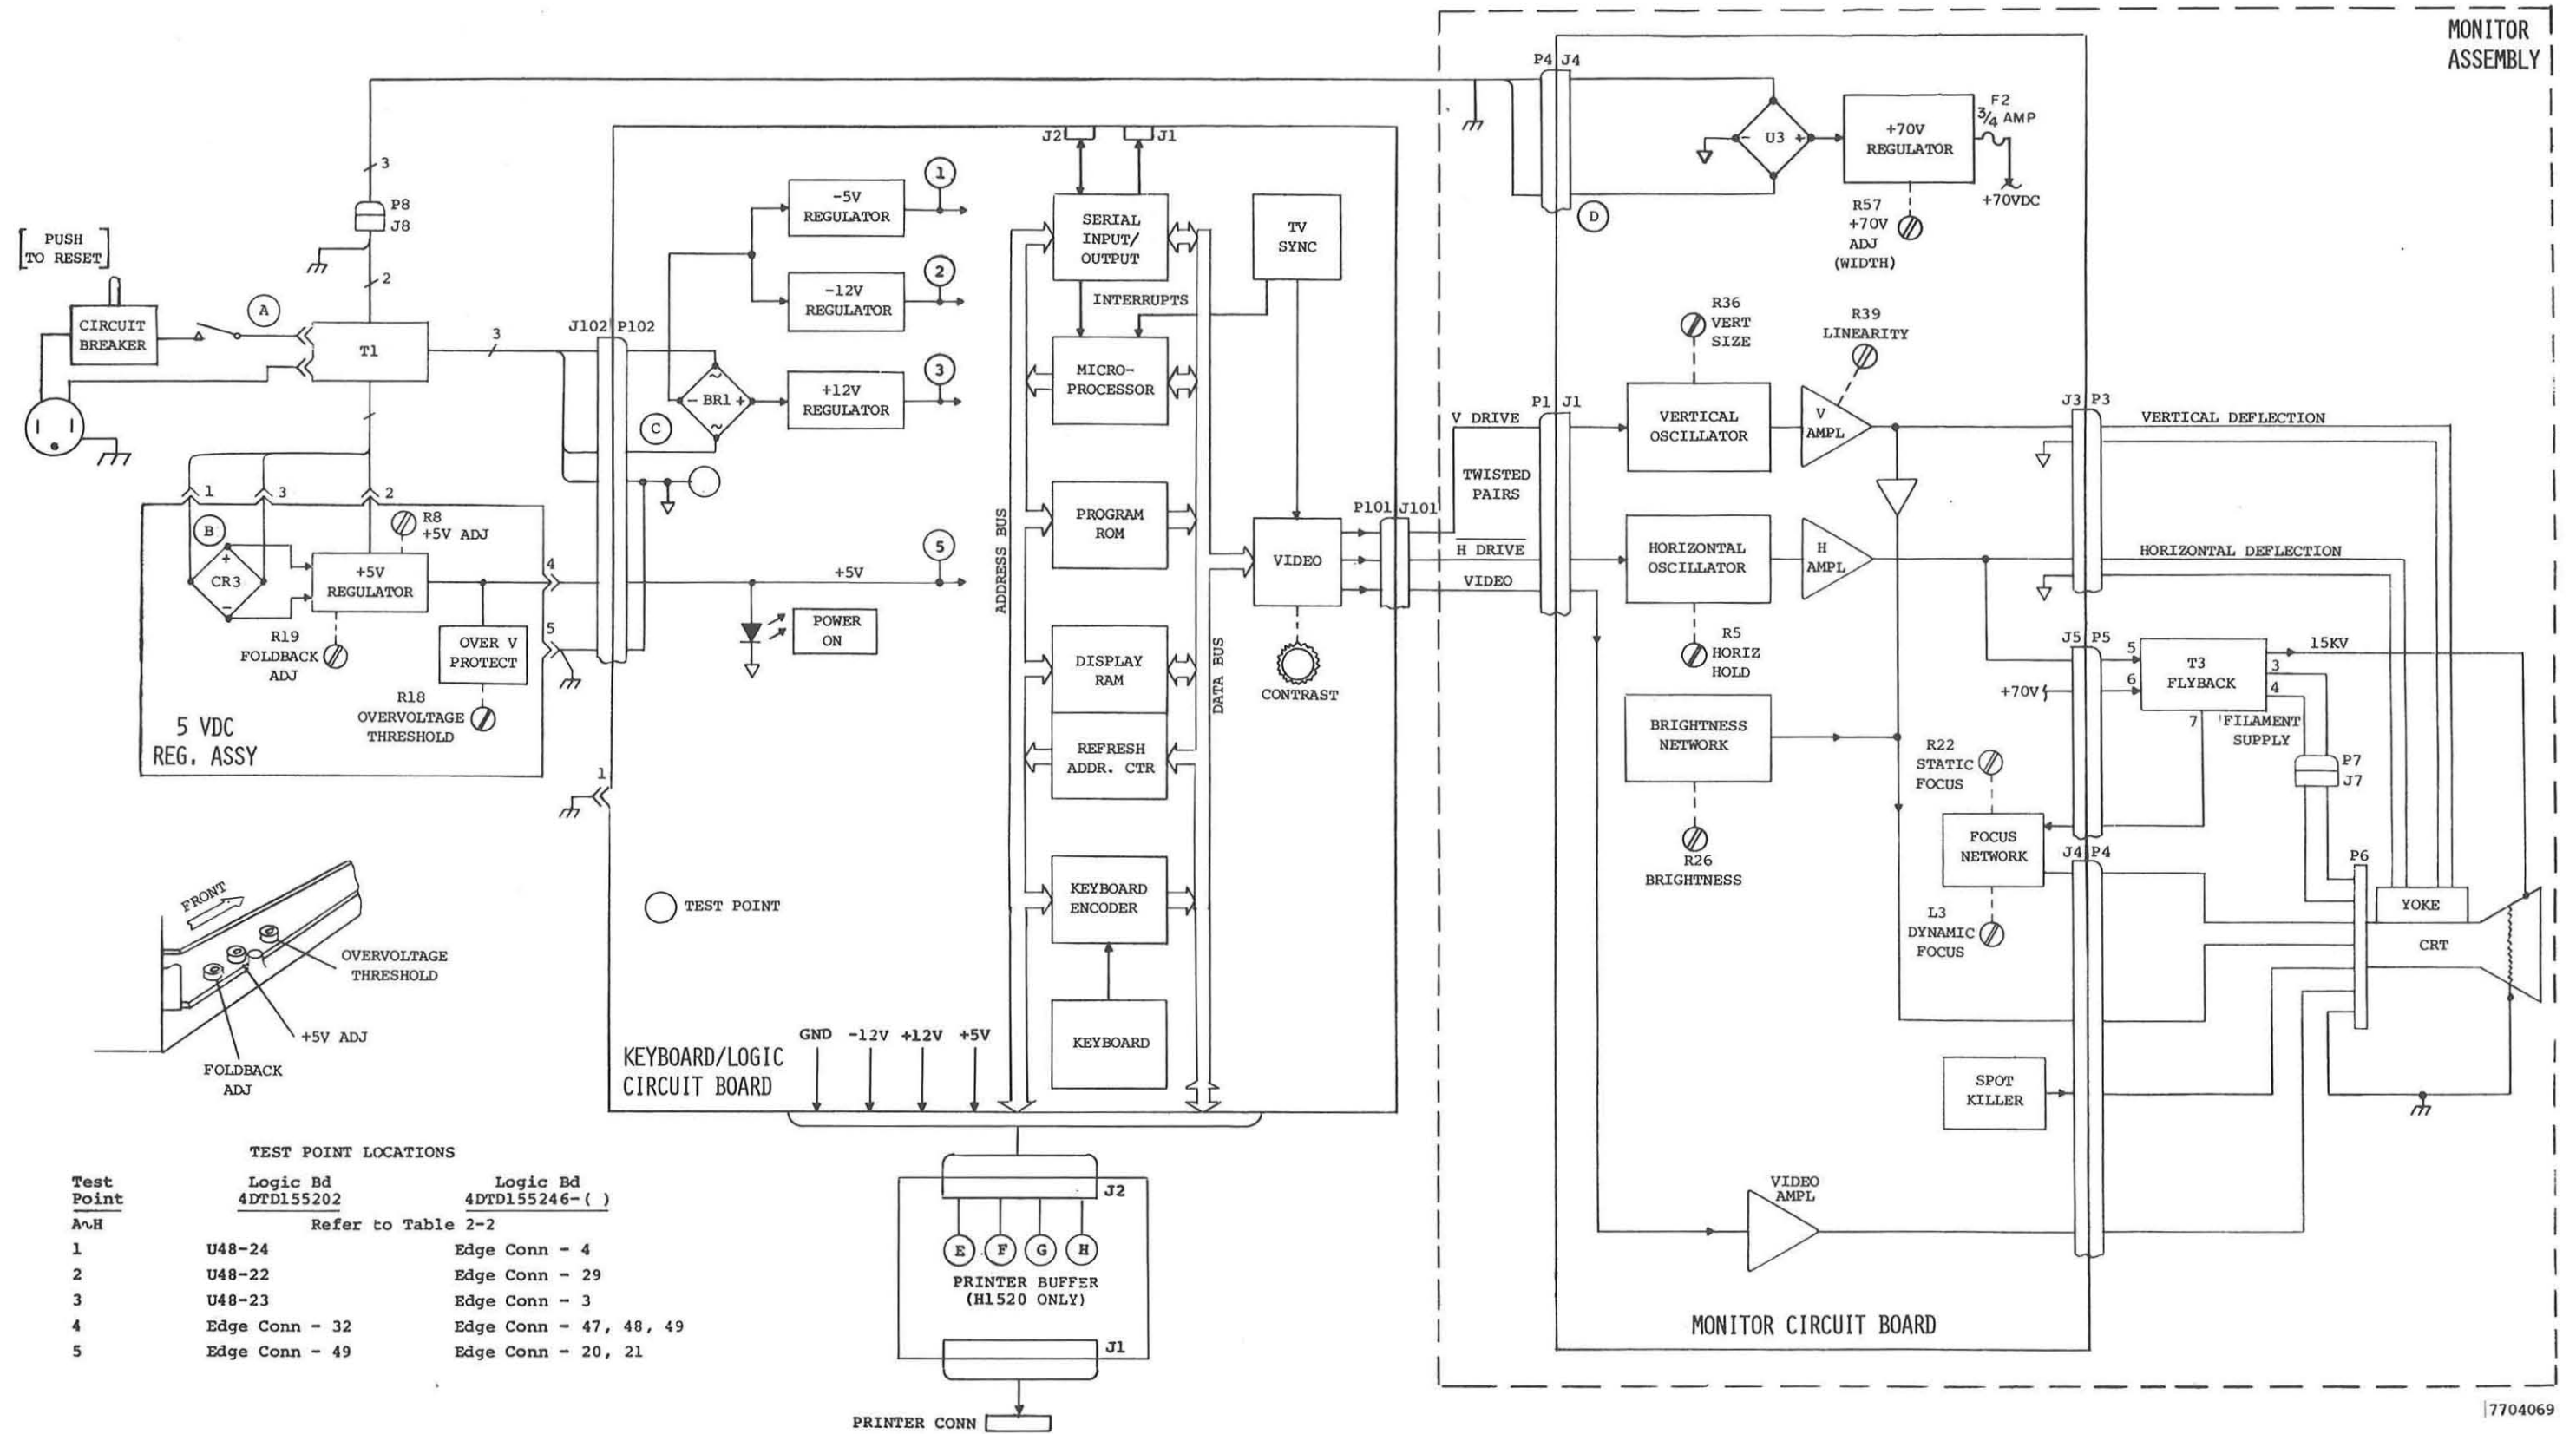 MONITOR
ASSEMBLY
P4 J4
U3
- +
+70V
REGULATOR
F2
3/4 AMP
+70VDC
R57
+70V
ADJ
(WIDTH)
D
3
P8
J8
2
[PUSH
TO RESET]
CIRCUIT
BREAKER
A
T1
3
J102 P102
1
3
2
B
R8
+5V ADJ
+
CR3
-
+5V
REGULATOR
R19
FOLDBACK
ADJ
OVER V
PROTECT
R18
OVERVOLTAGE
THRESHOLD
4
5
5 VDC
REG. ASSY
1
-5V
REGULATOR
1
-12V
REGULATOR
2
+12V
REGULATOR
3
~
- BR1 +
~
C
+5V
5
POWER
ON
J2
J1
SERIAL
INPUT/
OUTPUT
TV
SYNC
INTERRUPTS
MICRO-
PROCESSOR
PROGRAM
ROM
ADDRESS BUS
DATA BUS
VIDEO
CONTRAST
DISPLAY
RAM
REFRESH
ADDR. CTR
KEYBOARD
ENCODER
KEYBOARD
TEST POINT
KEYBOARD/LOGIC
CIRCUIT BOARD
GND -12V +12V +5V
P101 J101
V DRIVE
TWISTED
PAIRS
H DRIVE
VIDEO
P1 J1
R36
VERT
SIZE
R39
LINEARITY
VERTICAL
OSCILLATOR
V
AMPL
J3 P3
VERTICAL DEFLECTION
HORIZONTAL
OSCILLATOR
H
AMPL
HORIZONTAL DEFLECTION
R5
HORIZ
HOLD
J5 P5
5
6
+70V
T3
FLYBACK
15KV
3
4
7
FILAMENT
SUPPLY
P7
J7
BRIGHTNESS
NETWORK
R26
BRIGHTNESS
R22
STATIC
FOCUS
FOCUS
NETWORK
J4 P4
L3
DYNAMIC
FOCUS
P6
YOKE
CRT
SPOT
KILLER
VIDEO
AMPL
MONITOR CIRCUIT BOARD
FRONT
OVERVOLTAGE
THRESHOLD
+5V ADJ
FOLDBACK
ADJ
J2
E F G H
PRINTER BUFFER
(H1520 ONLY)
J1
PRINTER CONN
TEST POINT LOCATIONS
Test Logic Bd Logic Bd
Point 4DTD155202 4DTD155246-( )
A~H Refer to Table 2-2
1 U48-24 Edge Conn - 4
2 U48-22 Edge Conn - 29
3 U48-23 Edge Conn - 3
4 Edge Conn - 32 Edge Conn - 47, 48, 49
5 Edge Conn - 49 Edge Conn - 20, 21
7704069